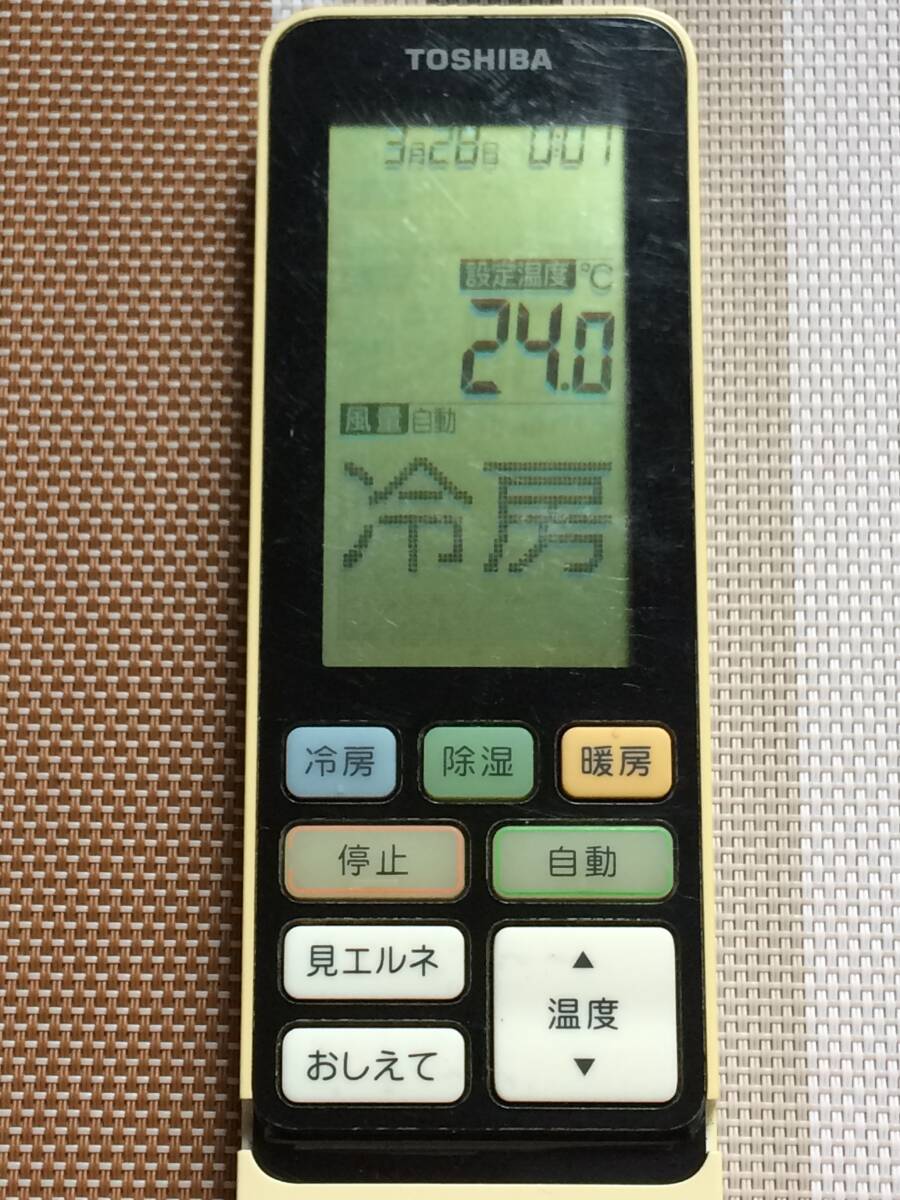 TOSHIBA
3月28日 0:01
設定温度 ℃
24.0
風量 自動
冷房
冷房 除湿 暖房
停止 自動
見エルネ
▲
温度
▼
おしえて